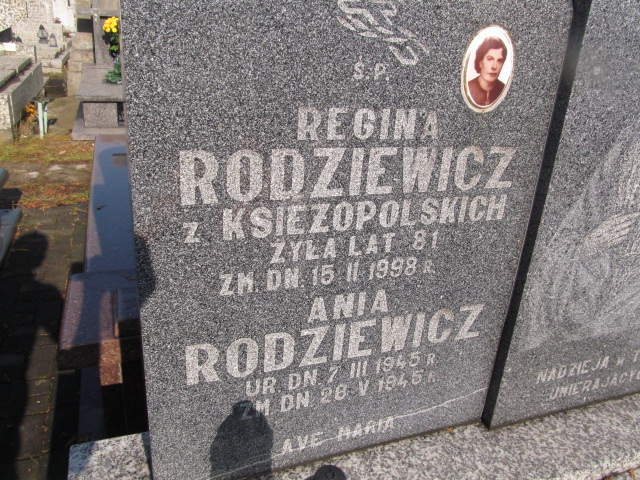 Ś.P.
REGINA
RODZIEWICZ
z KSIĘŻOPOLSKICH
ŻYŁA LAT 81
ZM. DN. 15 II 1998 R.
ANIA
RODZIEWICZ
UR. DN. 7 III 1945 R.
ZM. DN. 28 V 1945 R.
AVE MARIA
NADZIEJA